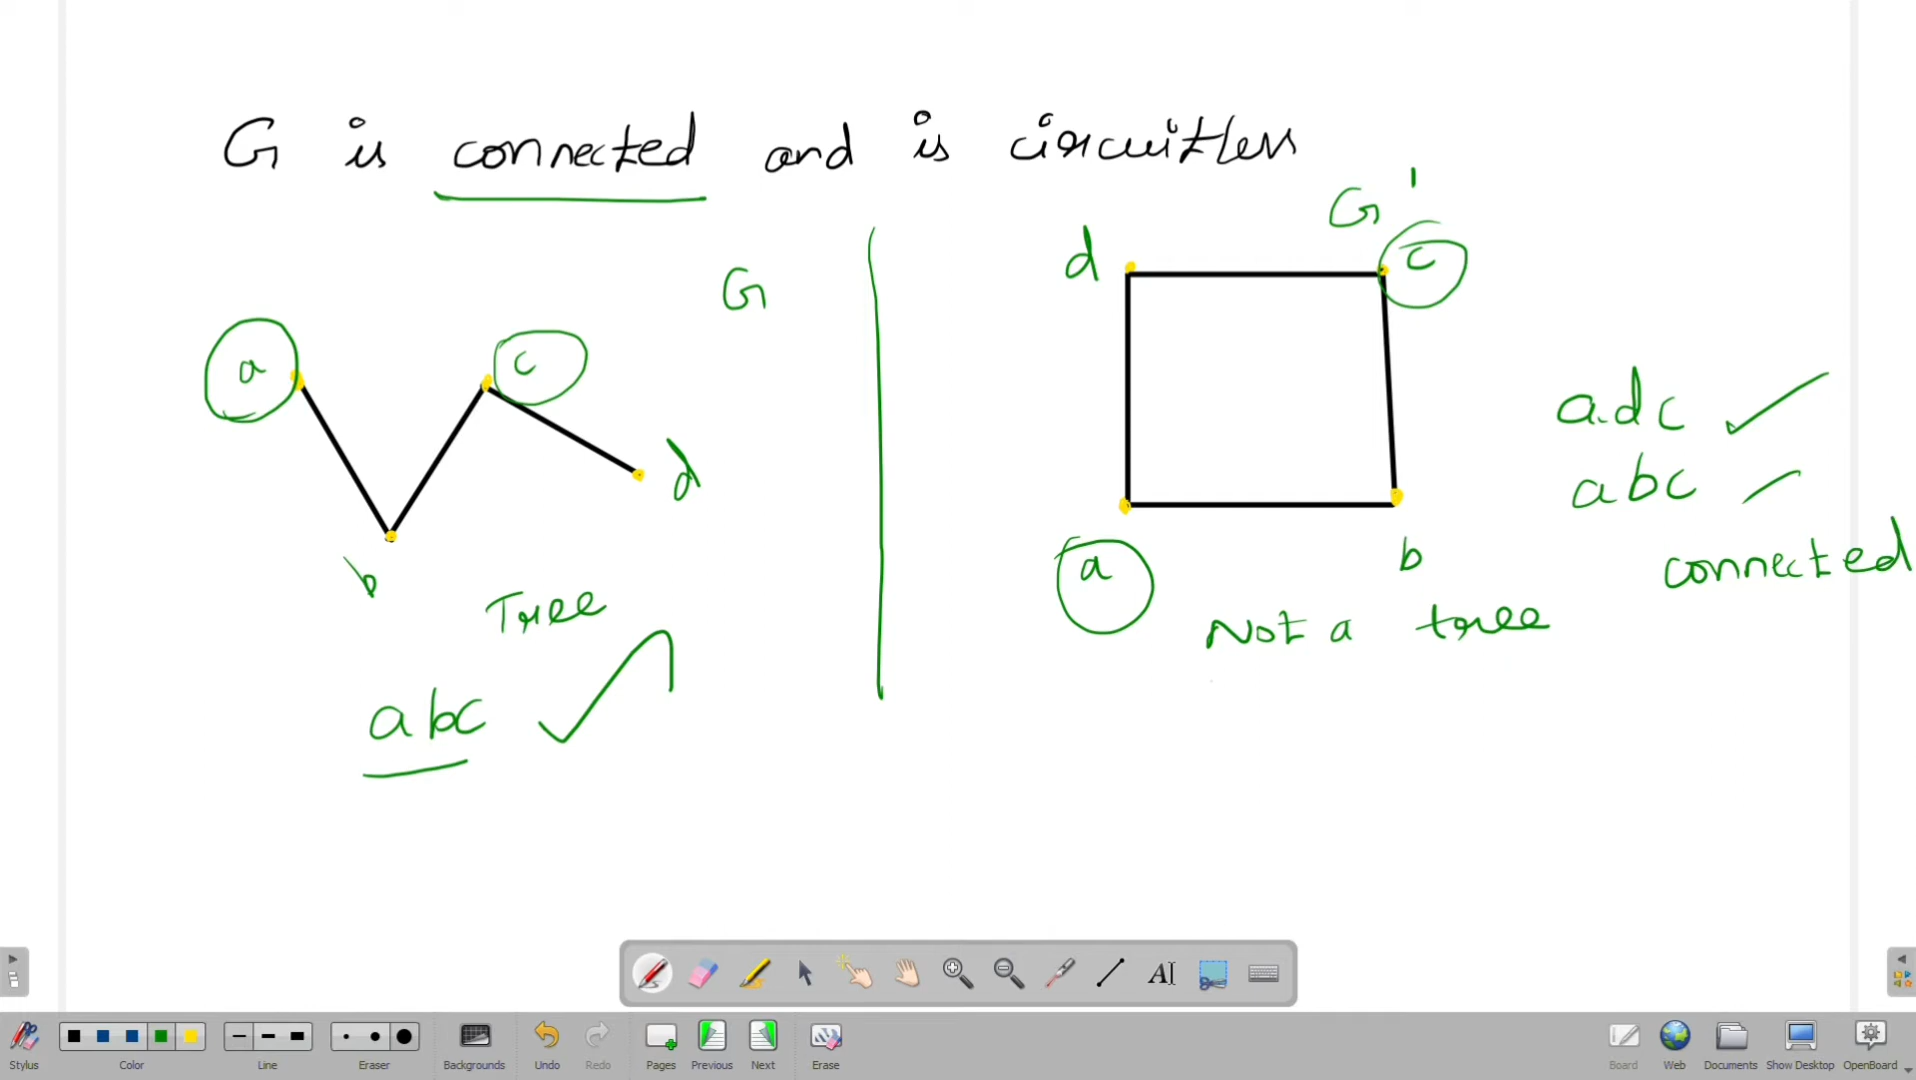 G is connected and is circuitless
G
a
c
d
b
Tree
abc
G'
d
c
a
b
adc
abc
connected
Not a tree
AI
Stylus
Color
Line
Eraser
Backgrounds
Undo
Redo
Pages
Previous
Next
Erase
Board
Web
Documents
Show Desktop
OpenBoard